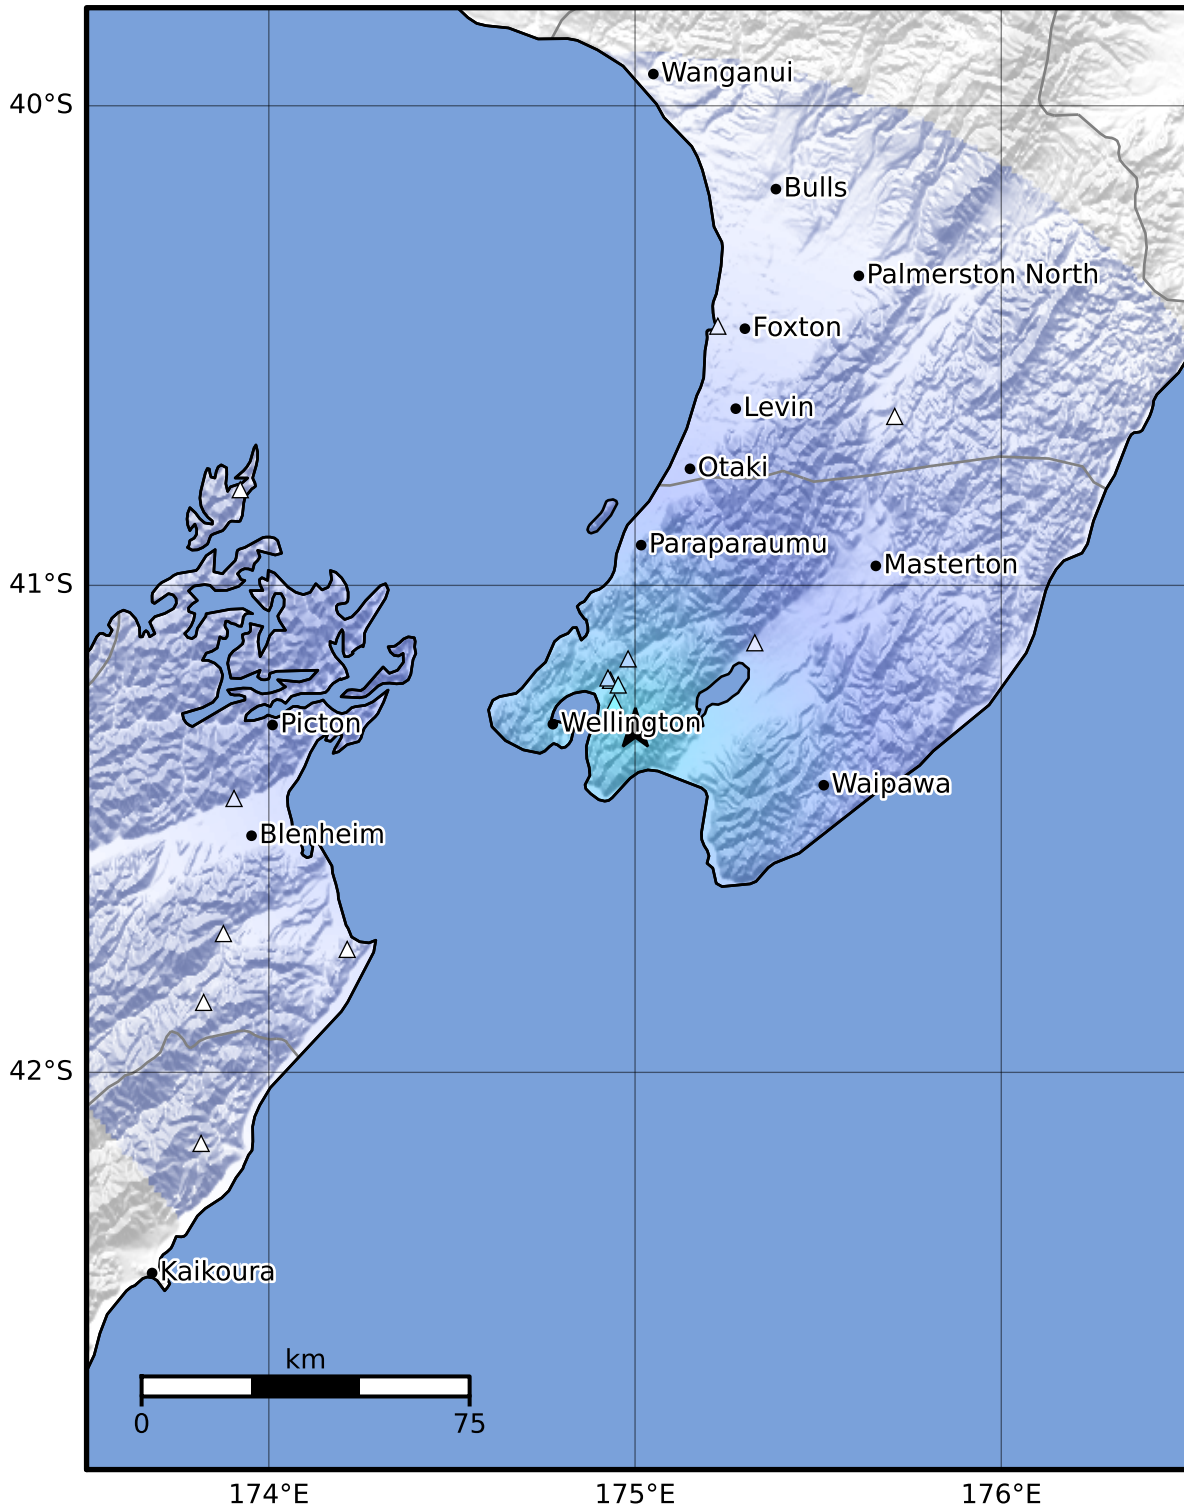 Wanganui
40°S
Bulls
Palmerston North
Foxton
Levin
Otaki
Paraparaumu
Masterton
41°S
Picton
Wellington
Waipawa
Blenheim
42°S
Kaikoura
km
0
75
174°E
175°E
176°E